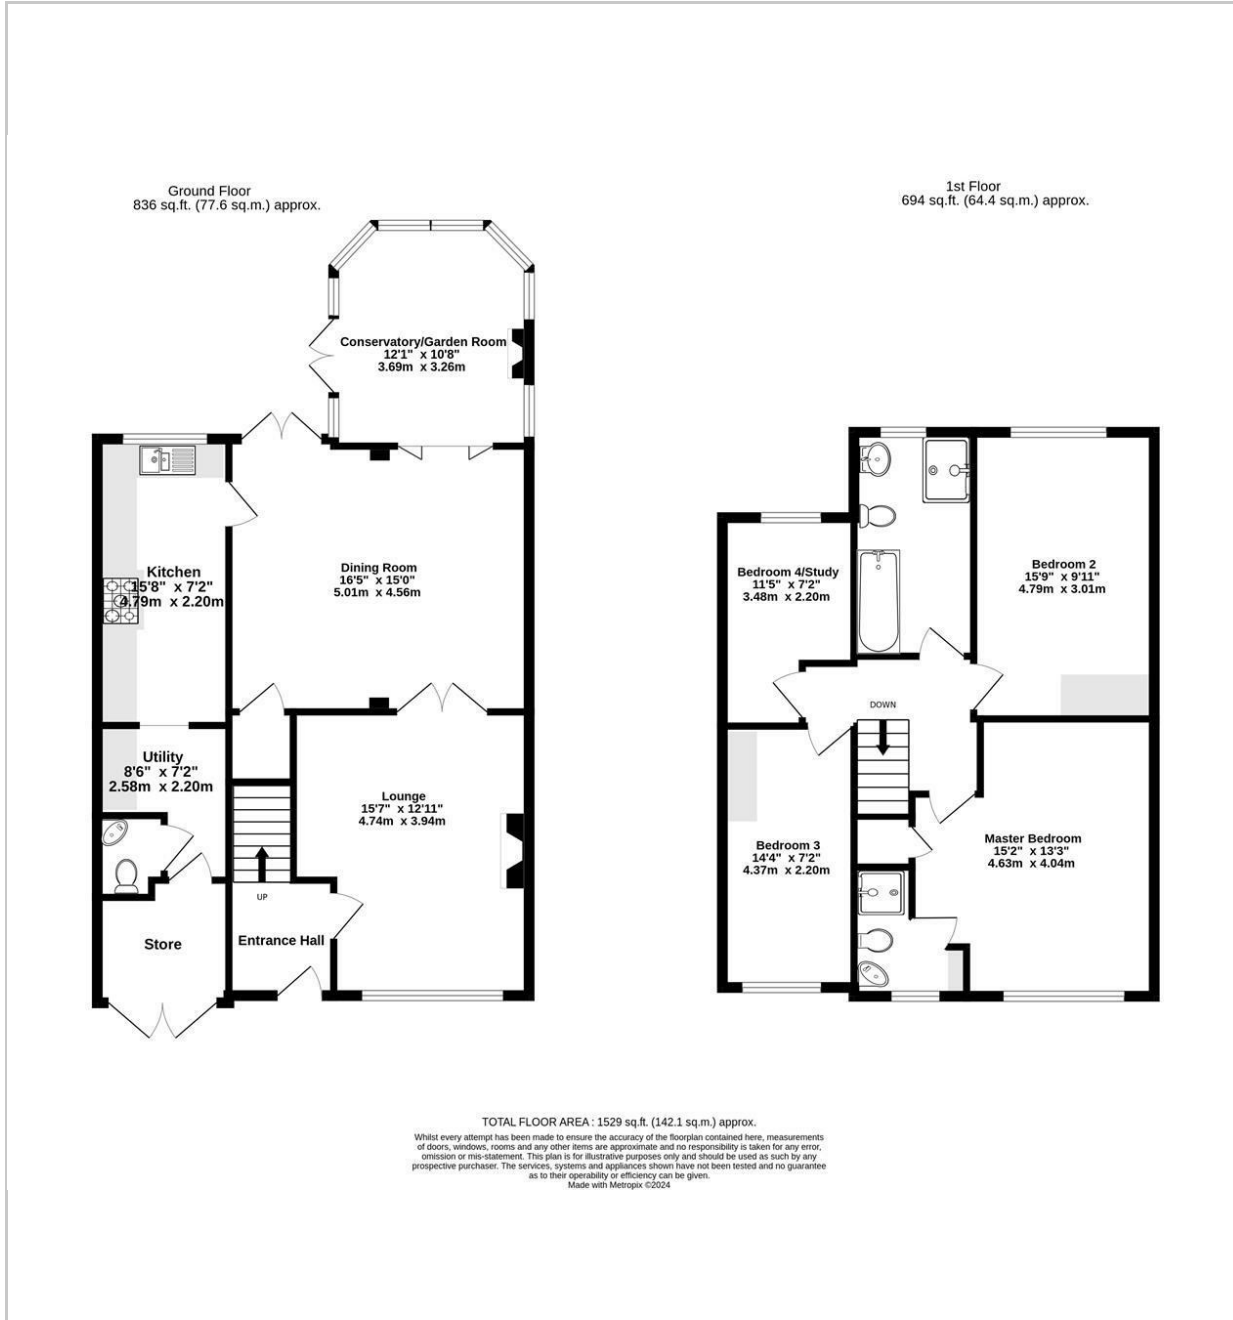 Ground Floor
836 sq.ft. (77.6 sq.m.) approx.
Conservatory/Garden Room
12'1" x 10'8"
3.69m x 3.26m
Kitchen
15'8" x 7'2"
4.79m x 2.20m
Dining Room
16'5" x 15'0"
5.01m x 4.56m
Utility
8'6" x 7'2"
2.58m x 2.20m
Lounge
15'7" x 12'11"
4.74m x 3.94m
UP
Entrance Hall
Store
1st Floor
694 sq.ft. (64.4 sq.m.) approx.
Bedroom 4/Study
11'5" x 7'2"
3.48m x 2.20m
Bedroom 2
15'9" x 9'11"
4.79m x 3.01m
DOWN
Bedroom 3
14'4" x 7'2"
4.37m x 2.20m
Master Bedroom
15'2" x 13'3"
4.63m x 4.04m
TOTAL FLOOR AREA : 1529 sq.ft. (142.1 sq.m.) approx.
Whilst every attempt has been made to ensure the accuracy of the floorplan contained here, measurements
of doors, windows, rooms and any other items are approximate and no responsibility is taken for any error,
omission or mis-statement. This plan is for illustrative purposes only and should be used as such by any
prospective purchaser. The services, systems and appliances shown have not been tested and no guarantee
as to their operability or efficiency can be given.
Made with Metropix ©2024